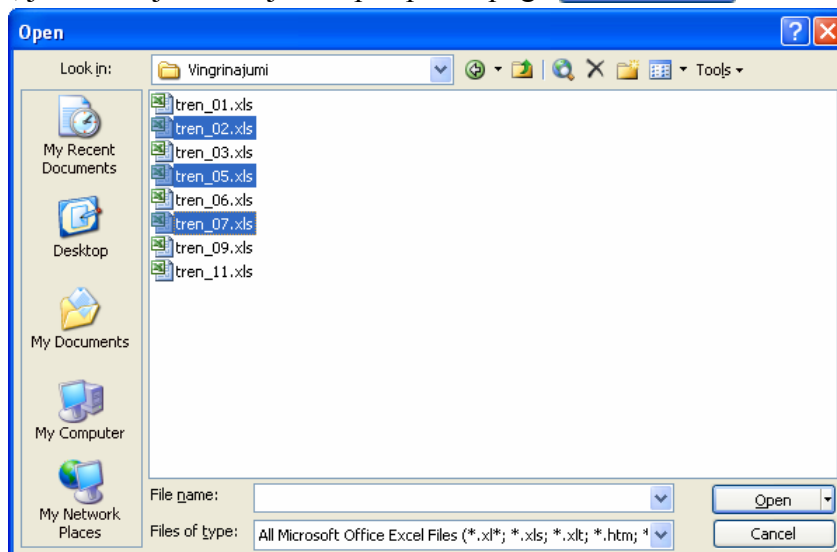 Open
Look in:
Vingrinajumi
Tools
tren_01.xls
tren_02.xls
tren_03.xls
tren_05.xls
tren_06.xls
tren_07.xls
tren_09.xls
tren_11.xls
My Recent
Documents
Desktop
My Documents
My Computer
My Network
Places
File name:
Open
Files of type:
All Microsoft Office Excel Files (*.xl*; *.xls; *.xlt; *.htm; *
Cancel